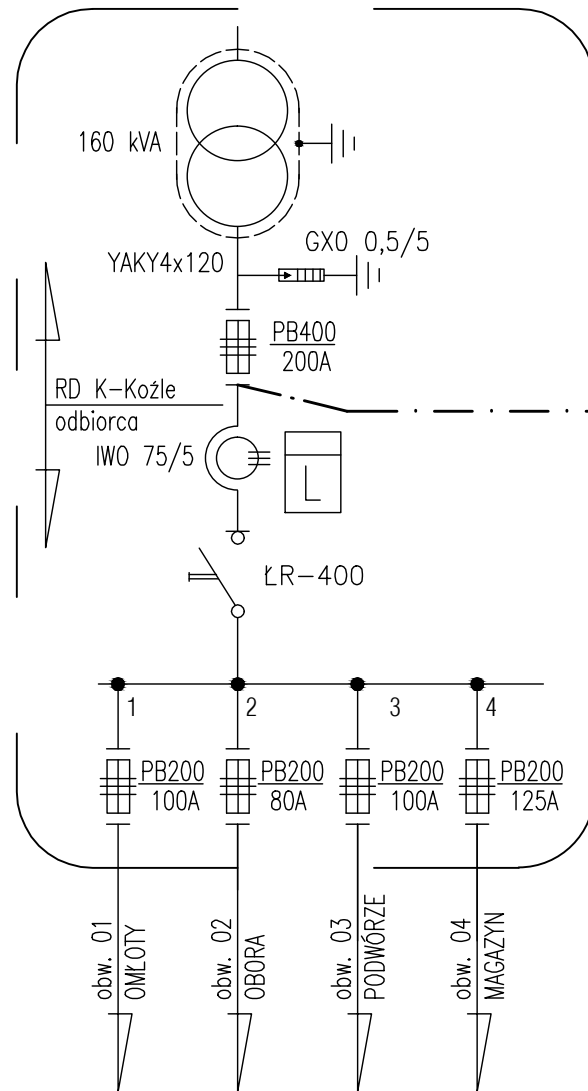 160 kVA
GXO 0,5/5
YAKY4x120
PB400
200A
RD K-Koźle
odbiorca
IWO 75/5
L
ŁR-400
1
2
3
4
PB200
100A
PB200
80A
PB200
100A
PB200
125A
obw. 01
OMŁOTY
obw. 02
OBORA
obw. 03
PODWÓRZE
obw. 04
MAGAZYN